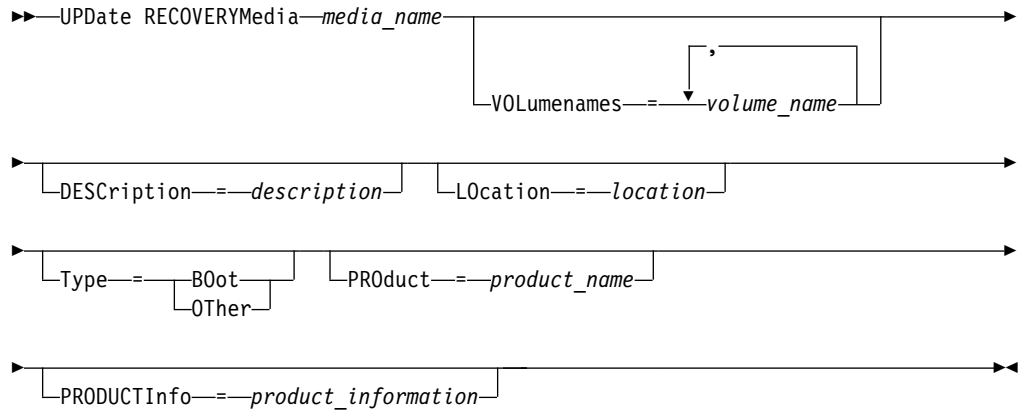 UPDate RECOVERYMedia media_name
,
VOLumenames = volume_name
DESCription = description LOcation = location
Type = BOot PROduct = product_name
OTher
PRODUCTInfo = product_information